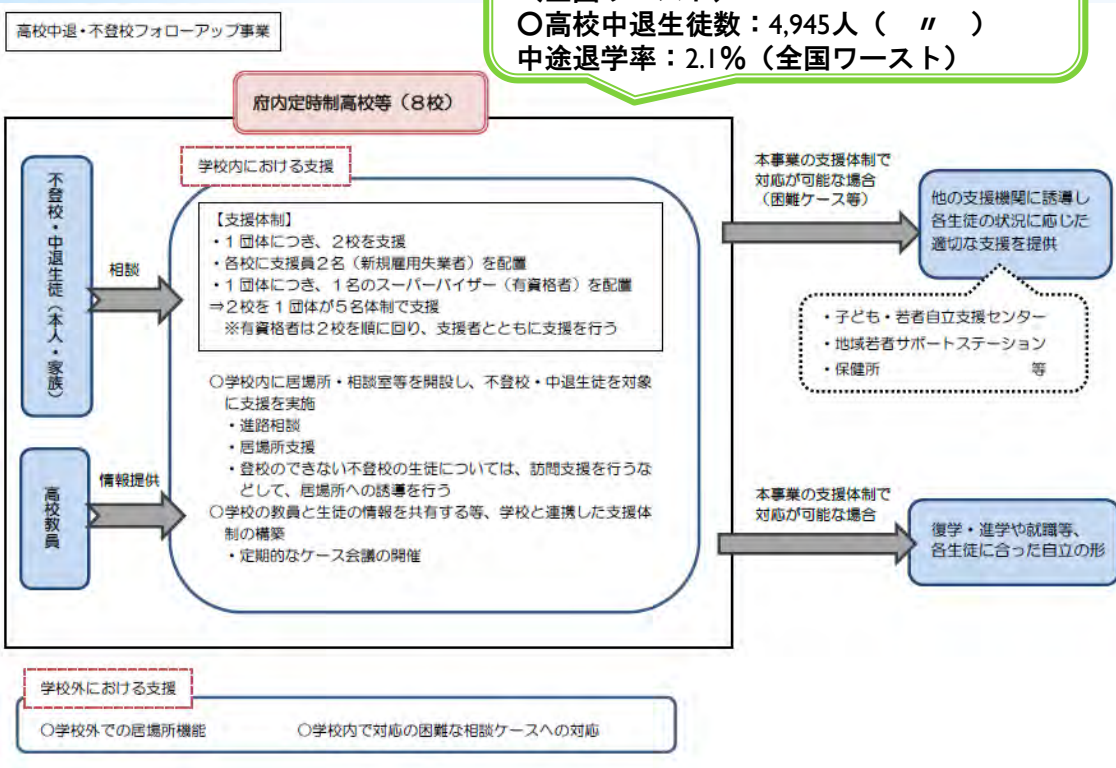 高校中退・不登校フォローアップ事業
〇高校中退生徒数：4,945人（　〃　）
中途退学率：2.1％（全国ワースト）
府内定時制高校等（８校）
学校内における支援
不登校・中退生徒（本人・家族）
相談
【支援体制】
・１団体につき、２校を支援
・各校に支援員２名（新規雇用失業者）を配置
・１団体につき、１名のスーパーバイザー（有資格者）を配置
⇒２校を１団体が５名体制で支援
※有資格者は２校を順に回り、支援者とともに支援を行う
高校教員
情報提供
〇学校内に居場所・相談室等を開設し、不登校・中退生徒を対象
に支援を実施
・進路相談
・居場所支援
・登校のできない不登校の生徒については、訪問支援を行うな
どして、居場所への誘導を行う
〇学校の教員と生徒の情報を共有する等、学校と連携した支援体
制の構築
・定期的なケース会議の開催
本事業の支援体制で
対応が可能な場合
（困難ケース等）
他の支援機関に誘導し
各生徒の状況に応じた
適切な支援を提供
・子ども・若者自立支援センター
・地域若者サポートステーション
・保健所　　　　　　　　等
本事業の支援体制で
対応が可能な場合
復学・進学や就職等、
各生徒に合った自立の形
学校外における支援
〇学校外での居場所機能
〇学校内で対応の困難な相談ケースへの対応